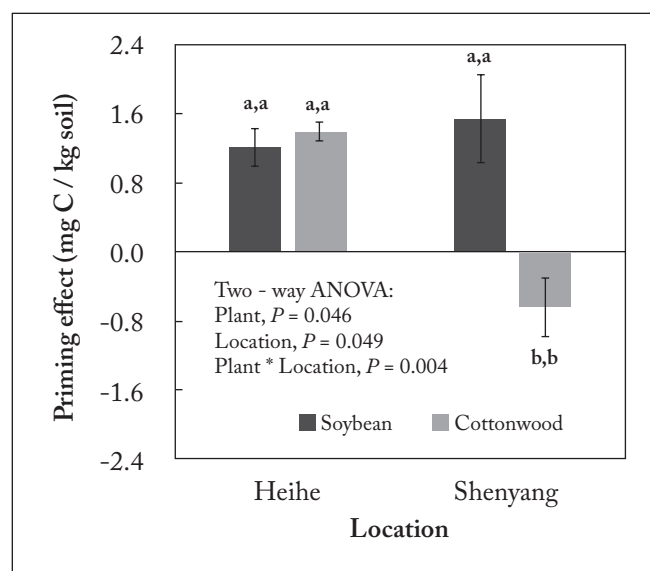 2.4
a,a
a,a a,a
1.6
0.8
0.0
Two - way ANOVA:
Plant, P = 0.046
-0.8
Location, P = 0.049
Plant * Location, P = 0.004
b,b
-1.6
Soybean Cottonwood
-2.4
Heihe Shenyang
Location
Priming effect (mg C / kg soil)